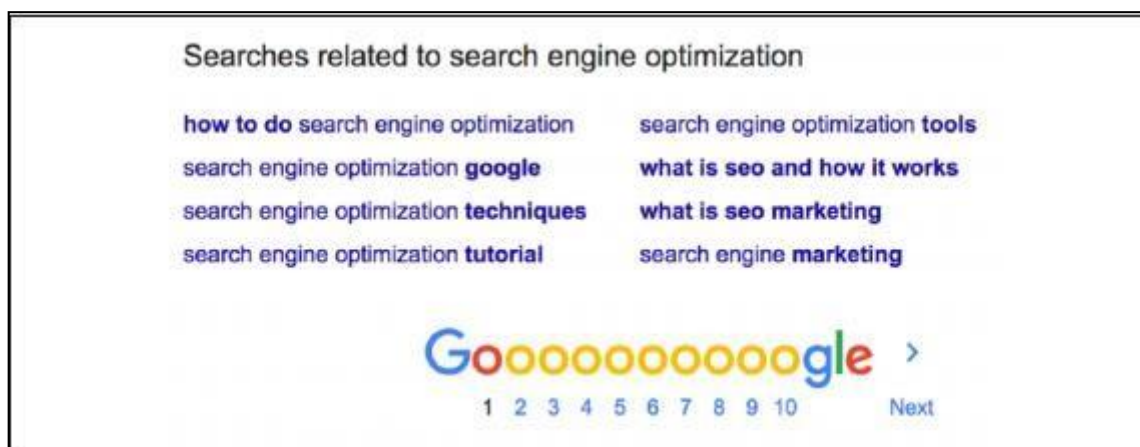 Searches related to search engine optimization
how to do search engine optimization
search engine optimization tools
search engine optimization google
what is seo and how it works
search engine optimization techniques
what is seo marketing
search engine optimization tutorial
search engine marketing
Goooooooooogle >
1 2 3 4 5 6 7 8 9 10 Next